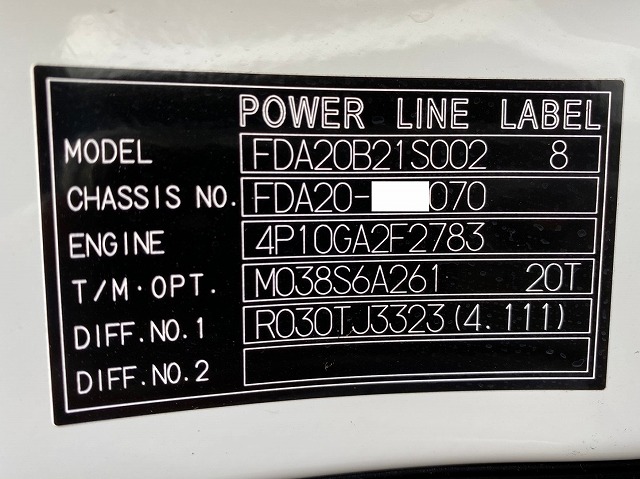 POWER LINE LABEL
MODEL FDA20B21S002 8
CHASSIS NO. FDA20- 070
ENGINE 4P10GA2F2783
T/M·OPT. M038S6A261 20T
DIFF.NO.1 R030TJ3323(4.111)
DIFF.NO.2